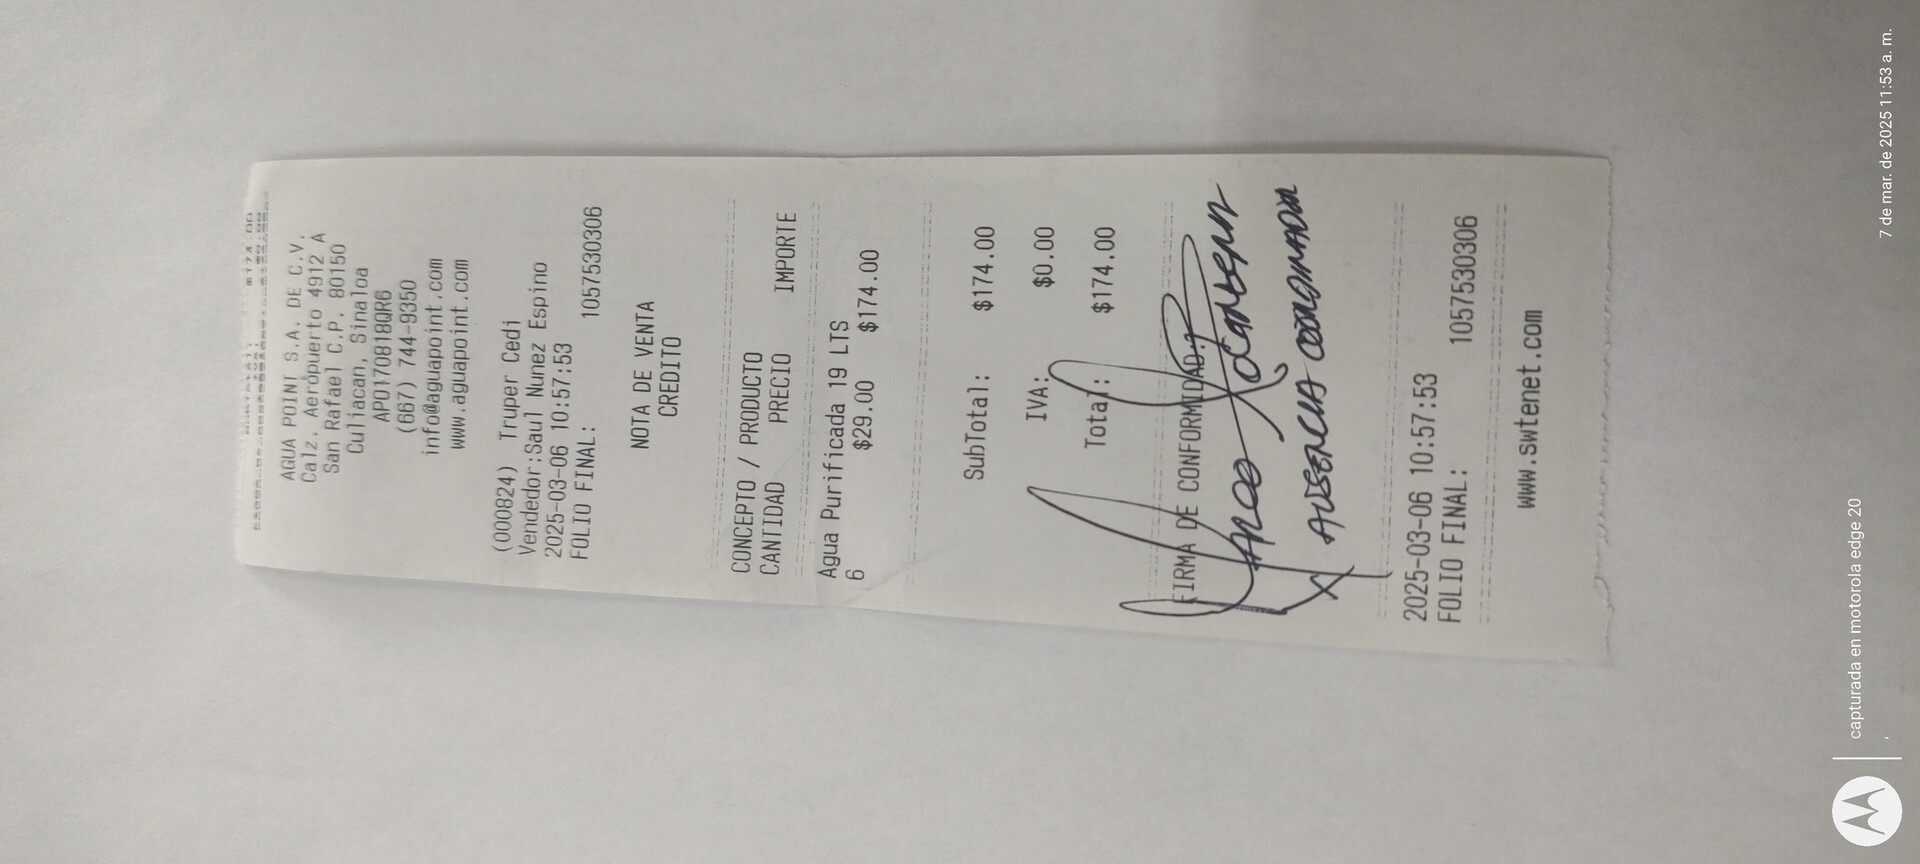 AGUA POINT S.A. DE C.V.
Calz. Aeropuerto 4912 A
San Rafael C.P. 80150
Culiacan, Sinaloa
APO170818QR6
(667) 744-9350
info@aguapoint.com
www.aguapoint.com
(000824) Truper Cedi
Vendedor:Saul Nunez Espino
2025-03-06 10:57:53
FOLIO FINAL: 1057530306
NOTA DE VENTA
CREDITO
CONCEPTO / PRODUCTO
CANTIDAD PRECIO IMPORTE
Agua Purificada 19 LTS
6 $29.00 $174.00
SubTotal: $174.00
IVA: $0.00
Total: $174.00
FIRMA DE CONFORMIDAD:
AUSENCIA
2025-03-06 10:57:53
FOLIO FINAL: 1057530306
www.swtenet.com
capturada en motorola edge 20
7 de mar. de 2025 11:53 a. m.